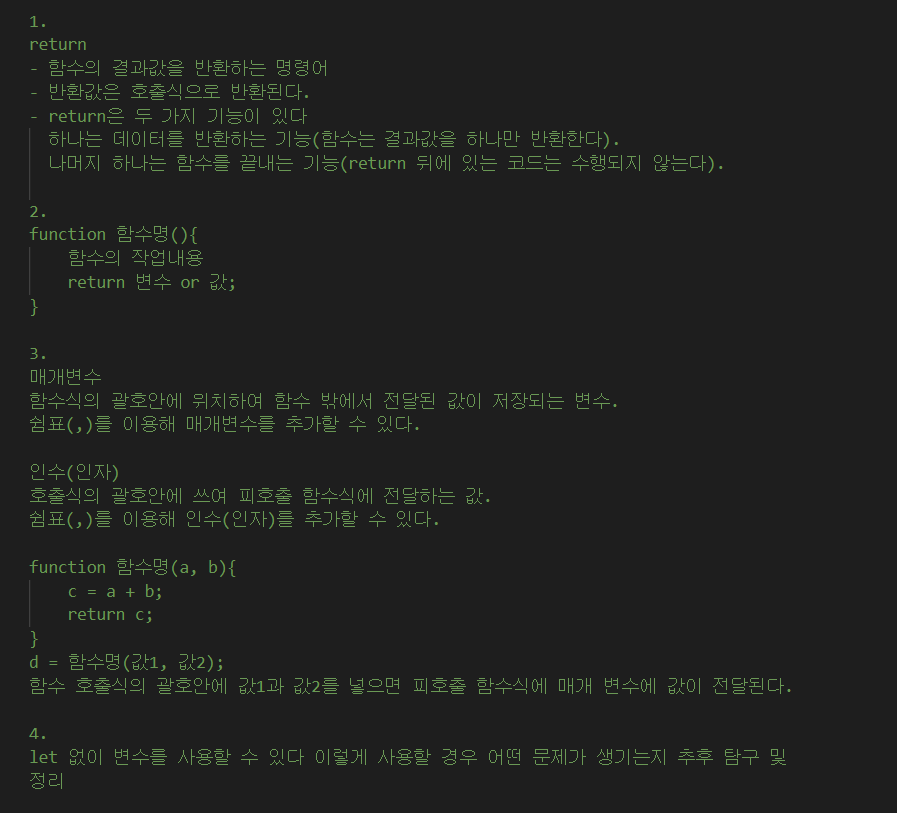 1.
return
- 함수의 결과값을 반환하는 명령어
- 반환값은 호출식으로 반환된다.
- return은 두 가지 기능이 있다
하나는 데이터를 반환하는 기능(함수는 결과값을 하나만 반환한다).
나머지 하나는 함수를 끝내는 기능(return 뒤에 있는 코드는 수행되지 않는다).
2.
function 함수명(){
함수의 작업내용
return 변수 or 값;
}
3.
매개변수
함수식의 괄호안에 위치하여 함수 밖에서 전달된 값이 저장되는 변수.
쉼표(,)를 이용해 매개변수를 추가할 수 있다.
인수(인자)
호출식의 괄호안에 쓰여 피호출 함수식에 전달하는 값.
쉼표(,)를 이용해 인수(인자)를 추가할 수 있다.
function 함수명(a, b){
c = a + b;
return c;
}
d = 함수명(값1, 값2);
함수 호출식의 괄호안에 값1과 값2를 넣으면 피호출 함수식에 매개 변수에 값이 전달된다.
4.
let 없이 변수를 사용할 수 있다 이렇게 사용할 경우 어떤 문제가 생기는지 추후 탐구 및
정리